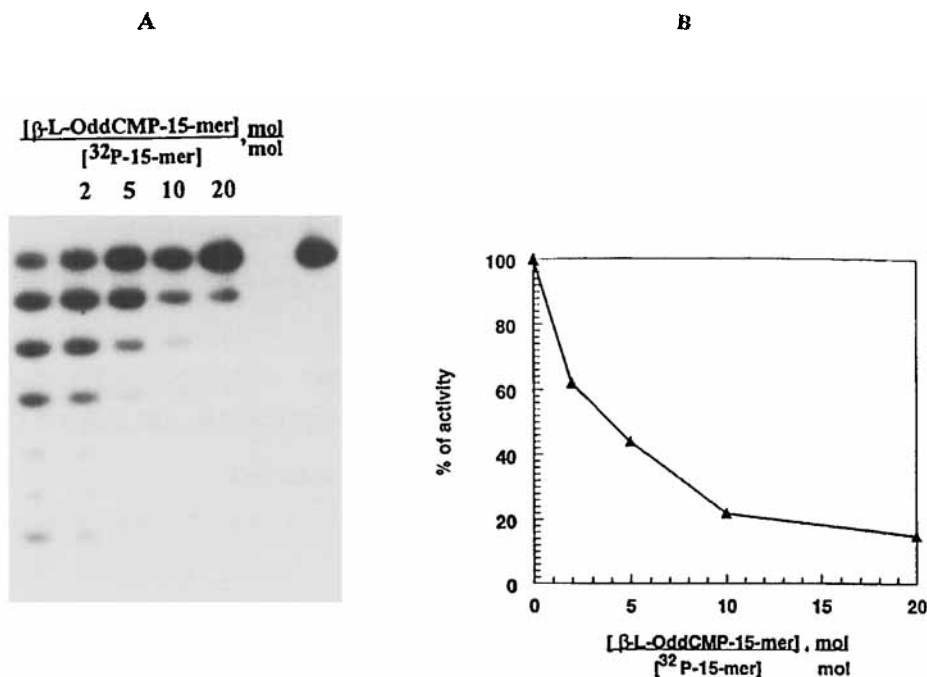 A
B
[β-L-OddCMP-15-mer], mol
[³²P-15-mer] mol
2 5 10 20
100
80
60
40
20
0
% of activity
0 5 10 15 20
[β-L-OddCMP-15-mer], mol
[³²P-15-mer] mol